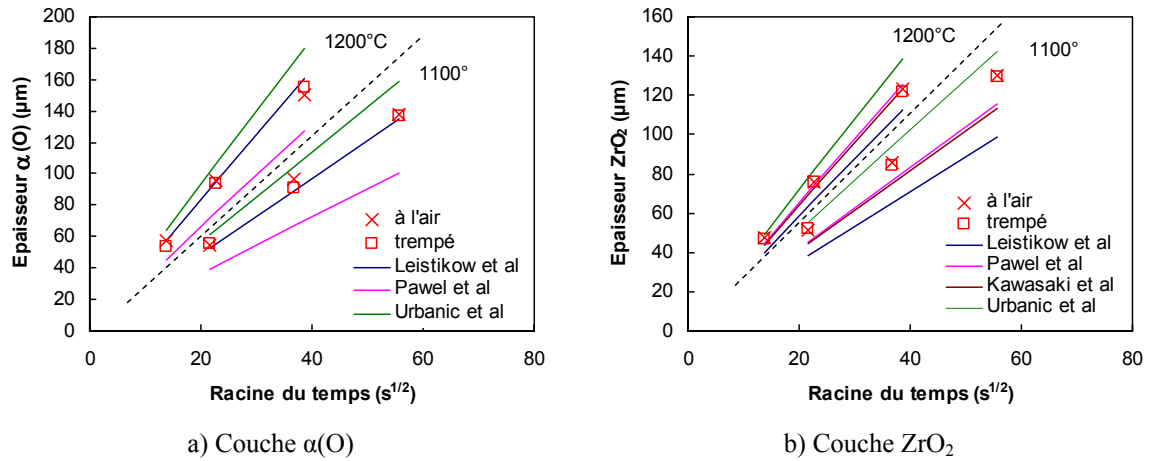 200
180
160
140
120
100
80
60
40
20
0
Epaisseur α (O) (µm)
1200°C
1100°
à l'air
trempé
Leistikow et al
Pawel et al
Urbanic et al
0 20 40 60 80
Racine du temps (s^{1/2})
a) Couche α(O)
160
140
120
100
80
60
40
20
0
Epaisseur ZrO₂ (µm)
1200°C
1100°
à l'air
trempé
Leistikow et al
Pawel et al
Kawasaki et al
Urbanic et al
0 20 40 60 80
Racine du temps (s^{1/2})
b) Couche ZrO₂